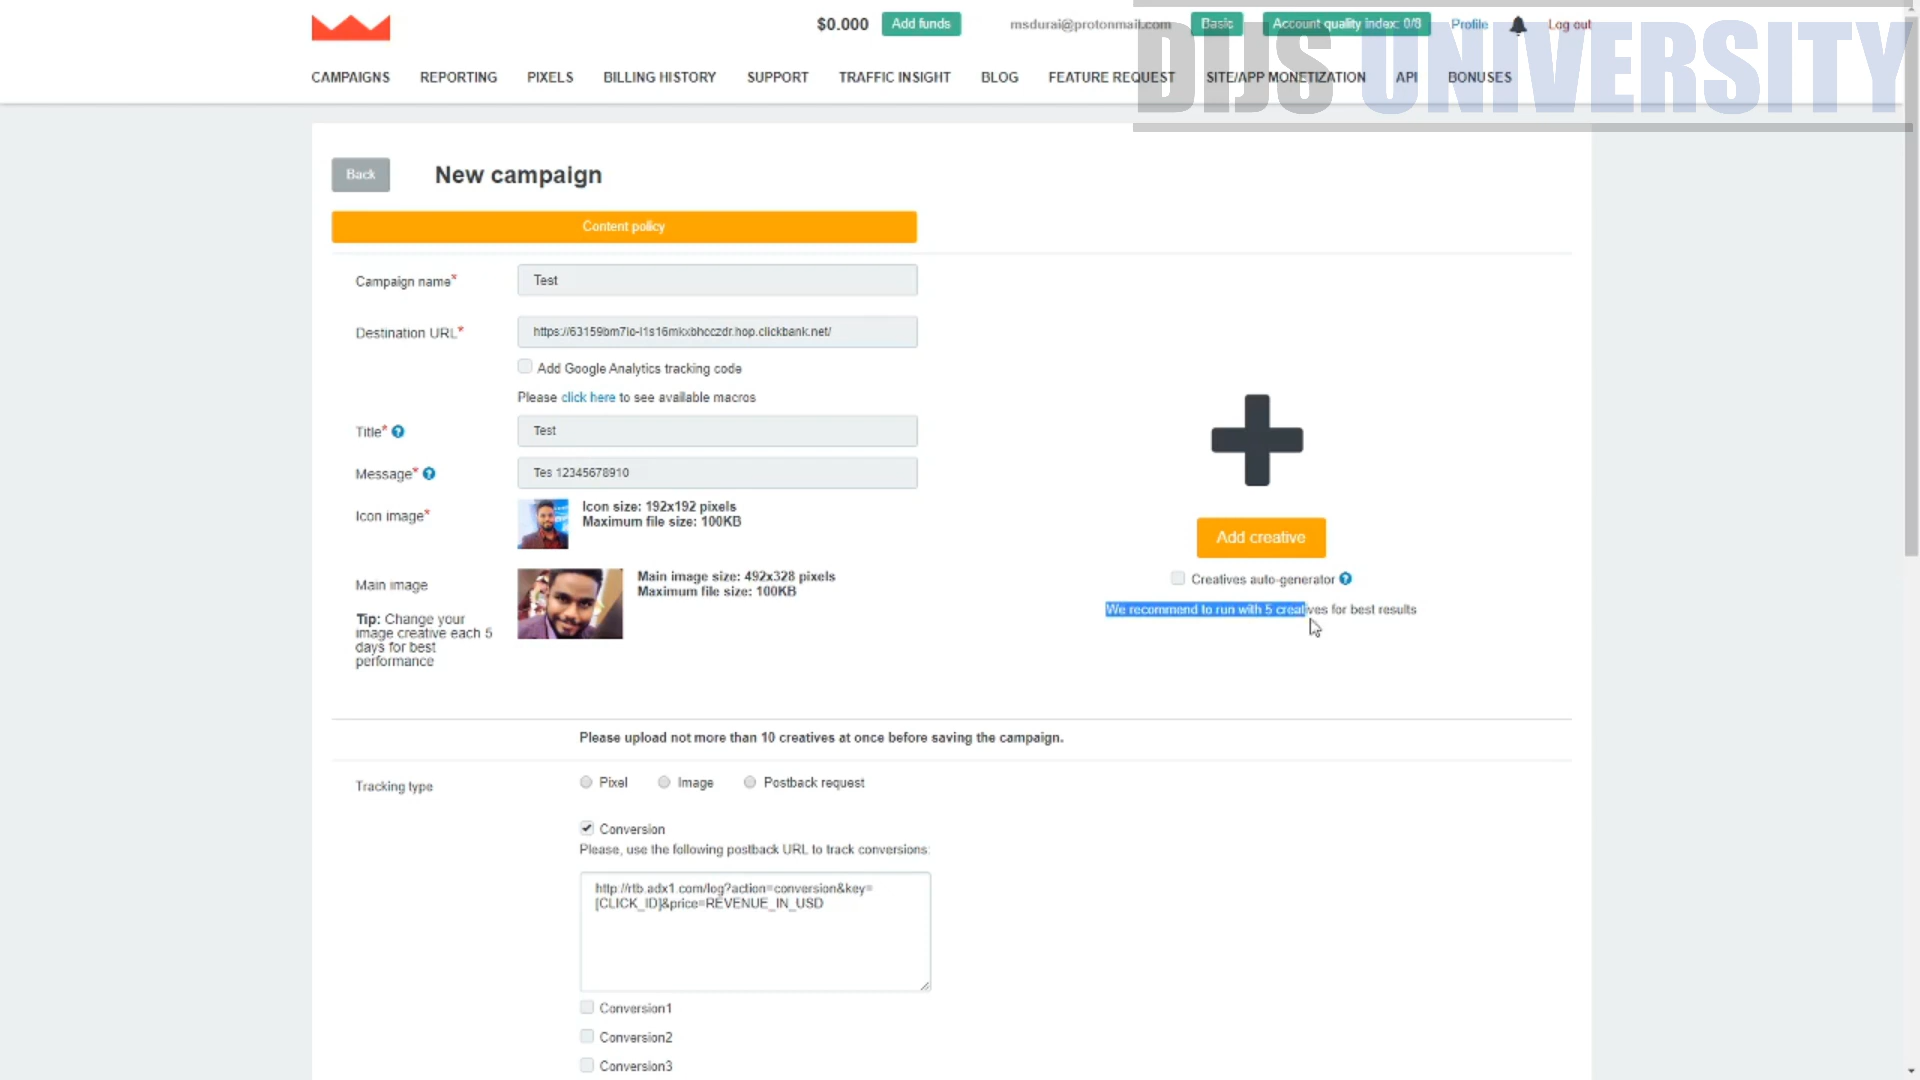 $0.000 Add funds msdurai@protonmail.com Basic Account quality index: 0/8 Profile Log out
DIJS UNIVERSITY
CAMPAIGNS REPORTING PIXELS BILLING HISTORY SUPPORT TRAFFIC INSIGHT BLOG FEATURE REQUEST SITE/APP MONETIZATION API BONUSES
Back New campaign
Content policy
Campaign name* Test
Destination URL* 
Add Google Analytics tracking code
Please click here to see available macros
Title* Test
Message* Tes 12345678910
Icon image* Icon size: 192x192 pixels
Maximum file size: 100KB
Main image Main image size: 492x328 pixels
Maximum file size: 100KB
Tip: Change your
image creative each 5
days for best
performance
Add creative
Creatives auto-generator
We recommend to run with 5 creatives for best results
Please upload not more than 10 creatives at once before saving the campaign.
Tracking type Pixel Image Postback request
Conversion
Please, use the following postback URL to track conversions:
http://rtb.adx1.com/log?action=conversion&key=
[CLICK_ID]&price=REVENUE_IN_USD
Conversion1
Conversion2
Conversion3